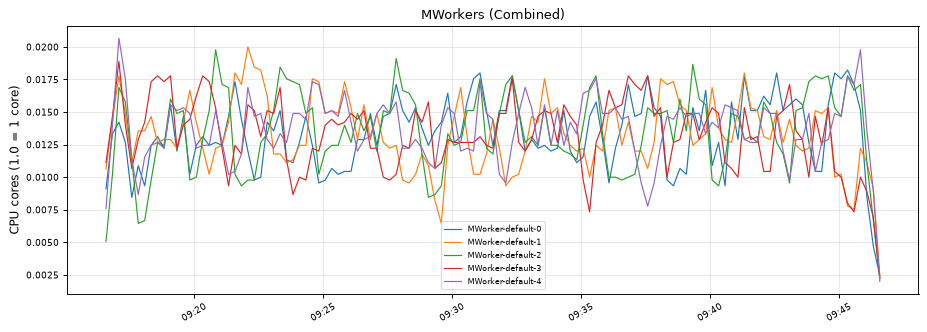 MWorkers (Combined)
CPU cores (1.0 = 1 core)
0.0200
0.0175
0.0150
0.0125
0.0100
0.0075
0.0050
0.0025
MWorker-default-0
MWorker-default-1
MWorker-default-2
MWorker-default-3
MWorker-default-4
09:20
09:25
09:30
09:35
09:40
09:45